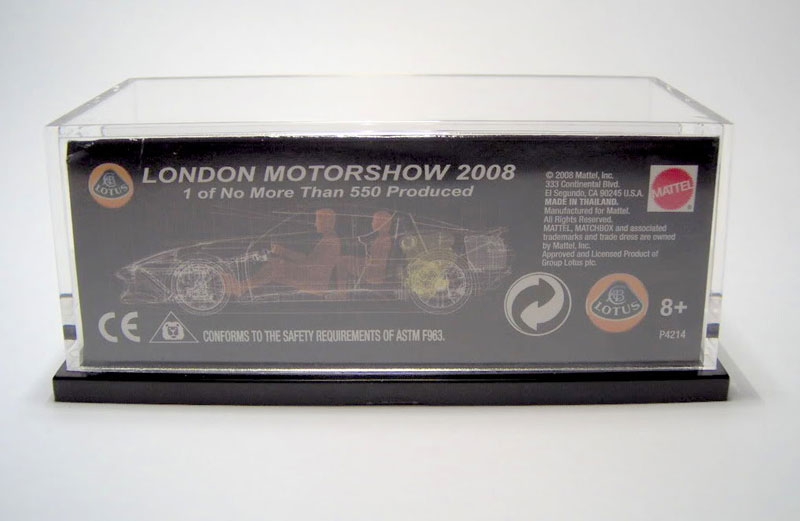 LOTUS
LONDON MOTORSHOW 2008
1 of No More Than 550 Produced
© 2008 Mattel, Inc.
333 Continental Blvd.
El Segundo, CA 90245 U.S.A.
MADE IN THAILAND.
Manufactured for Mattel.
All Rights Reserved.
MATTEL, MATCHBOX and associated
trademarks and trade dress are owned
by Mattel, Inc.
Approved and Licensed Product of
Group Lotus plc.
MATTEL
®
CE
CONFORMS TO THE SAFETY REQUIREMENTS OF ASTM F963.
LOTUS
8+
P4214